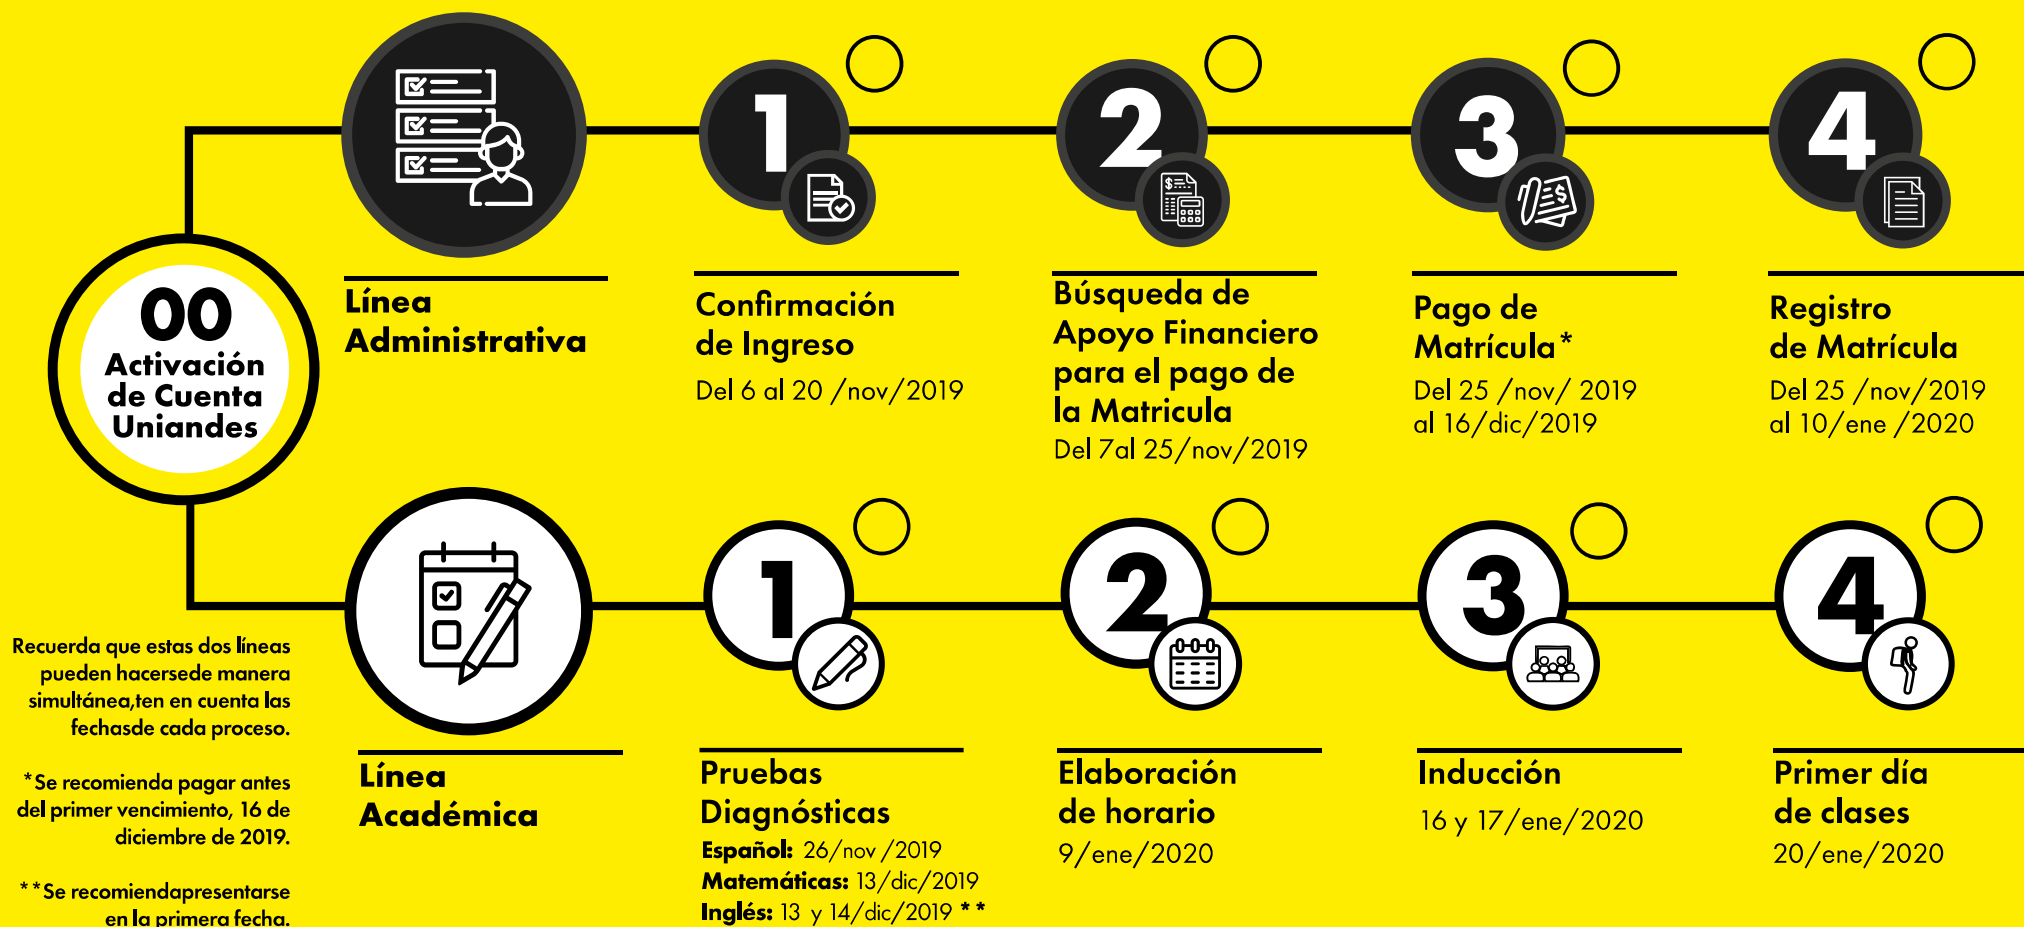 00
Activación
de Cuenta
Uniandes
Línea
Administrativa
1
Confirmación
de Ingreso
Del 6 al 20 /nov/2019
2
Búsqueda de
Apoyo Financiero
para el pago de
la Matricula
Del 7al 25/nov/2019
3
Pago de
Matrícula*
Del 25 /nov/ 2019
al 16/dic/2019
4
Registro
de Matrícula
Del 25 /nov/2019
al 10/ene /2020
Recuerda que estas dos líneas
pueden hacersede manera
simultánea,ten en cuenta las
fechasde cada proceso.
*Se recomienda pagar antes
del primer vencimiento, 16 de
diciembre de 2019.
**Se recomiendapresentarse
en la primera fecha.
Línea
Académica
1
Pruebas
Diagnósticas
Español: 26/nov /2019
Matemáticas: 13/dic/2019
Inglés: 13 y 14/dic/2019 **
2
Elaboración
de horario
9/ene/2020
3
Inducción
16 y 17/ene/2020
4
Primer día
de clases
20/ene/2020